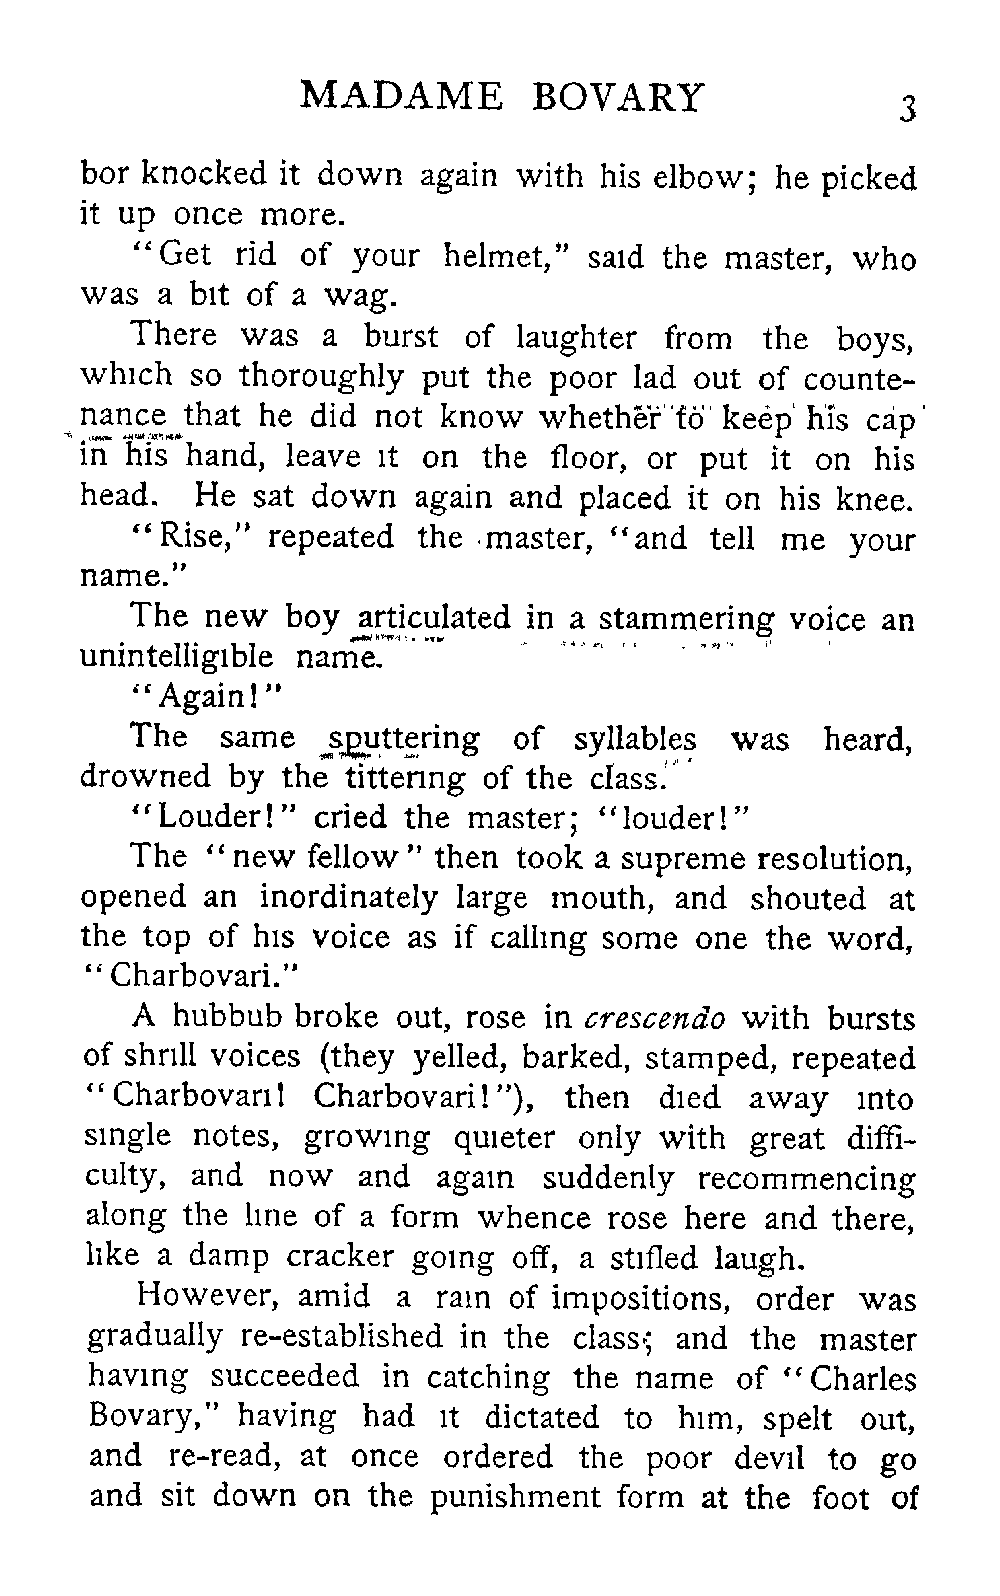 MADAME BOVARY 3
bor knocked it down again with his elbow; he picked
it up once more.
"Get rid of your helmet," said the master, who
was a bit of a wag.
There was a burst of laughter from the boys,
which so thoroughly put the poor lad out of counte-
nance that he did not know whether to keep his cap
in his hand, leave it on the floor, or put it on his
head. He sat down again and placed it on his knee.
"Rise," repeated the master, "and tell me your
name."
The new boy articulated in a stammering voice an
unintelligible name.
"Again!"
The same sputtering of syllables was heard,
drowned by the tittering of the class.
"Louder!" cried the master; "louder!"
The "new fellow" then took a supreme resolution,
opened an inordinately large mouth, and shouted at
the top of his voice as if calling some one the word,
"Charbovari."
A hubbub broke out, rose in crescendo with bursts
of shrill voices (they yelled, barked, stamped, repeated
"Charbovari! Charbovari!"), then died away into
single notes, growing quieter only with great diffi-
culty, and now and again suddenly recommencing
along the line of a form whence rose here and there,
like a damp cracker going off, a stifled laugh.
However, amid a rain of impositions, order was
gradually re-established in the class; and the master
having succeeded in catching the name of "Charles
Bovary," having had it dictated to him, spelt out,
and re-read, at once ordered the poor devil to go
and sit down on the punishment form at the foot of